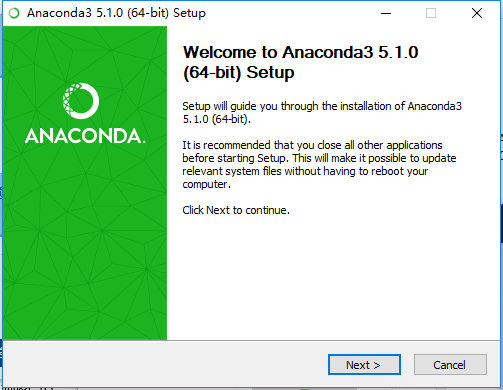 Anaconda3 5.1.0 (64-bit) Setup
Welcome to Anaconda3 5.1.0
(64-bit) Setup
ANACONDA.
Setup will guide you through the installation of Anaconda3
5.1.0 (64-bit).
It is recommended that you close all other applications
before starting Setup. This will make it possible to update
relevant system files without having to reboot your
computer.
Click Next to continue.
Next >
Cancel